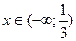 x ∈ (-∞; 1/3)